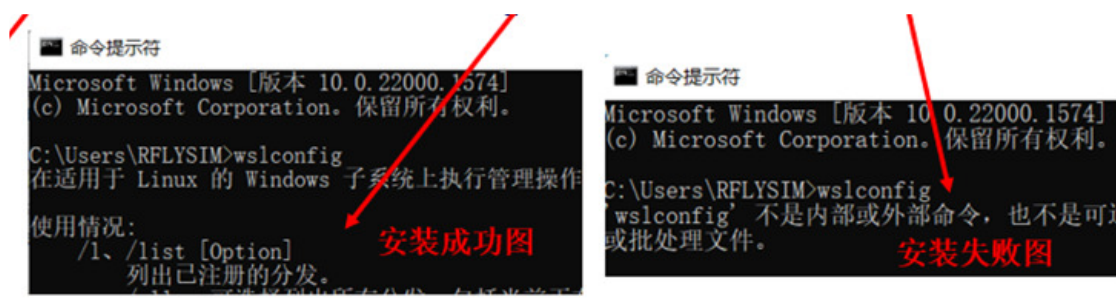 命令提示符
Microsoft Windows [版本 10.0.22000.1574]
(c) Microsoft Corporation。保留所有权利。
C:\Users\RFLYSIM>wslconfig
在适用于 Linux 的 Windows 子系统上执行管理操作
使用情况:
/l、/list [Option]
列出已注册的分发。
安装成功图
命令提示符
Microsoft Windows [版本 10.0.22000.1574]
(c) Microsoft Corporation。保留所有权利。
C:\Users\RFLYSIM>wslconfig
'wslconfig' 不是内部或外部命令，也不是可
或批处理文件。
安装失败图